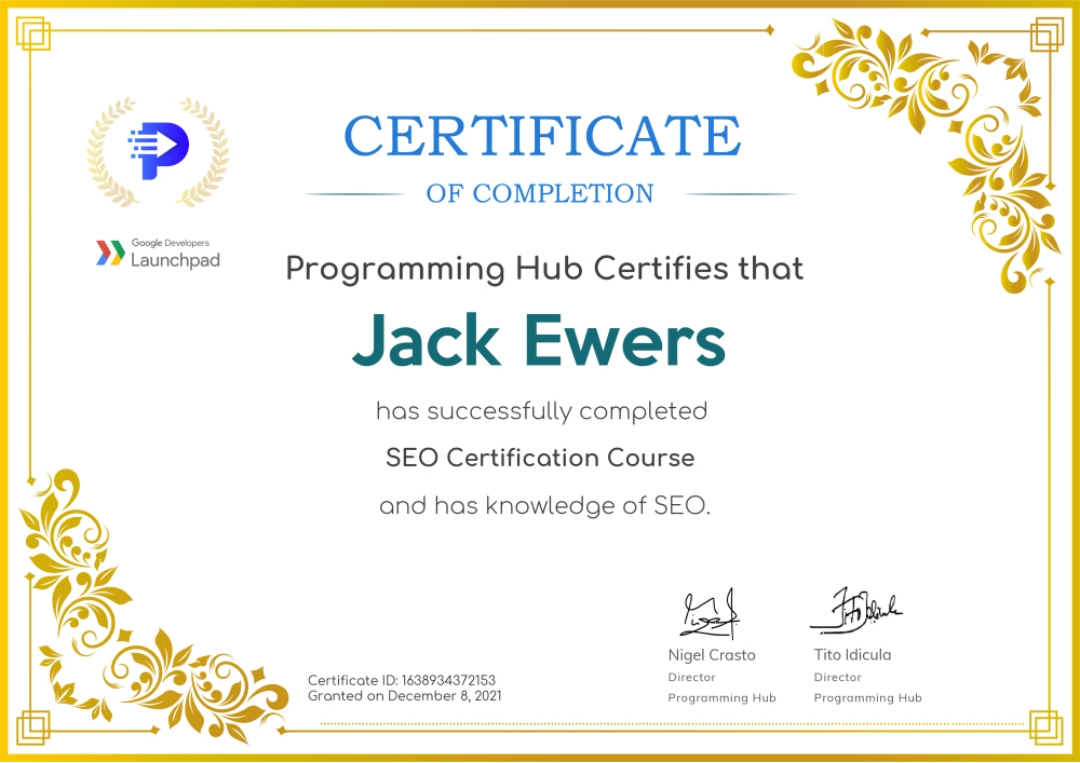 CERTIFICATE
OF COMPLETION
Google Developers
Launchpad
Programming Hub Certifies that
Jack Ewers
has successfully completed
SEO Certification Course
and has knowledge of SEO.
Nigel Crasto
Director
Programming Hub
Tito Idicula
Director
Programming Hub
Certificate ID: 1638934372153
Granted on December 8, 2021